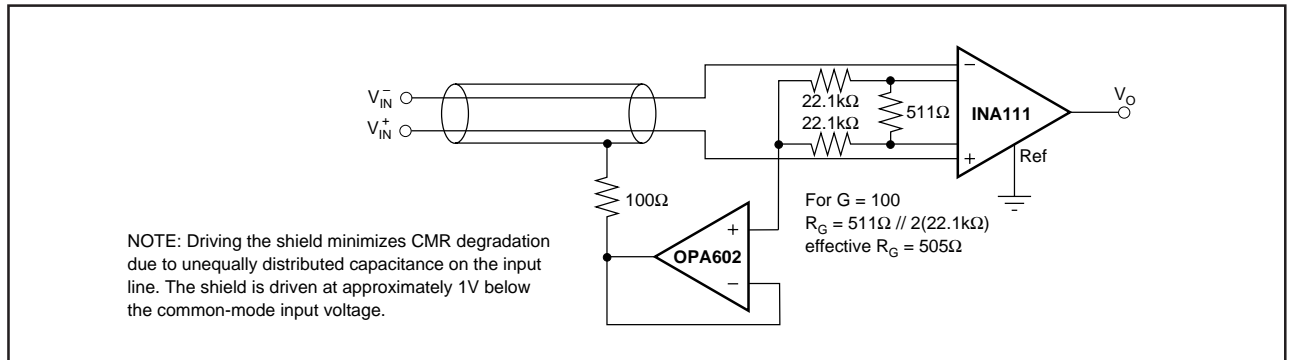 V_IN^-
V_IN^+
22.1kΩ
22.1kΩ
511Ω
−
INA111
+
Ref
V_O
100Ω
+
OPA602
−
For G = 100
R_G = 511Ω // 2(22.1kΩ)
effective R_G = 505Ω
NOTE: Driving the shield minimizes CMR degradation
due to unequally distributed capacitance on the input
line. The shield is driven at approximately 1V below
the common-mode input voltage.